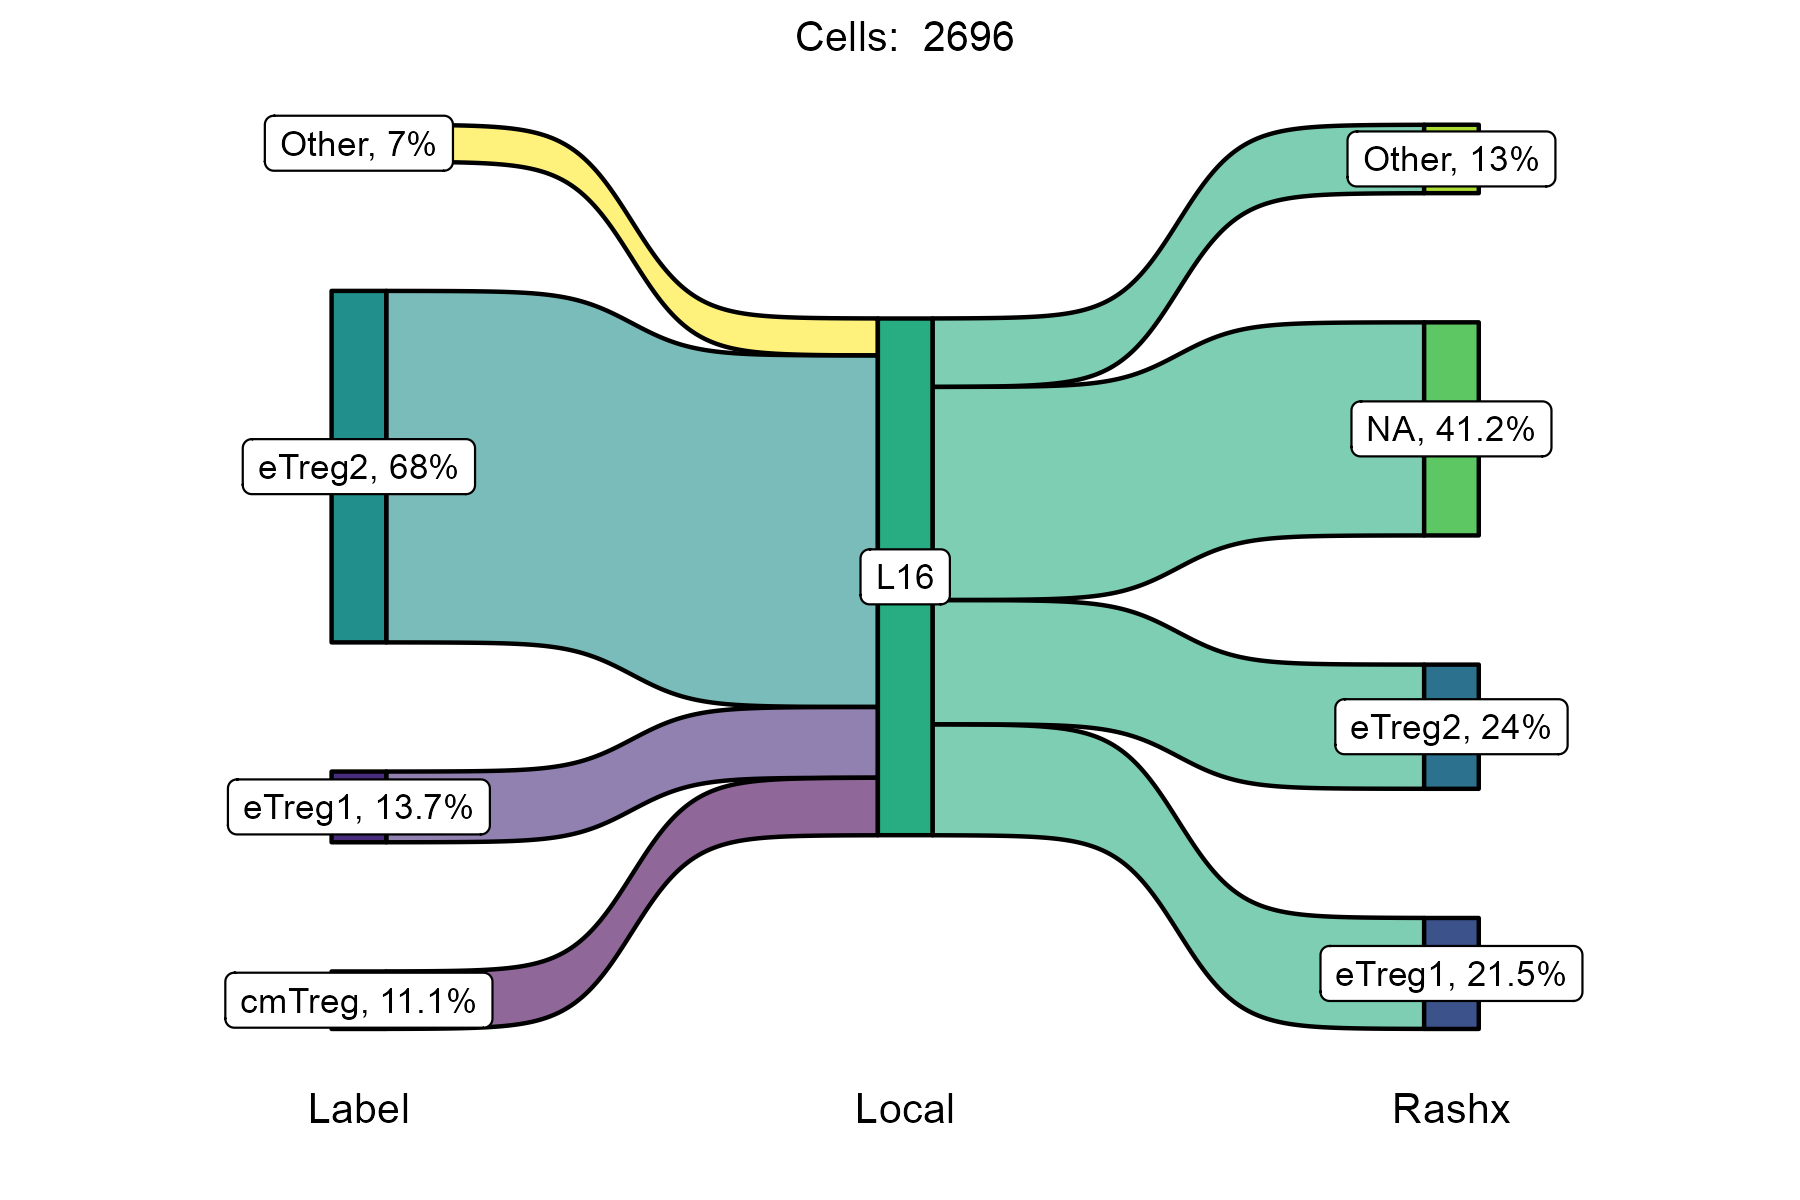 Cells:  2696
Other, 7%
Other, 13%
NA, 41.2%
eTreg2, 68%
L16
eTreg2, 24%
eTreg1, 13.7%
eTreg1, 21.5%
cmTreg, 11.1%
Label
Local
Rashx